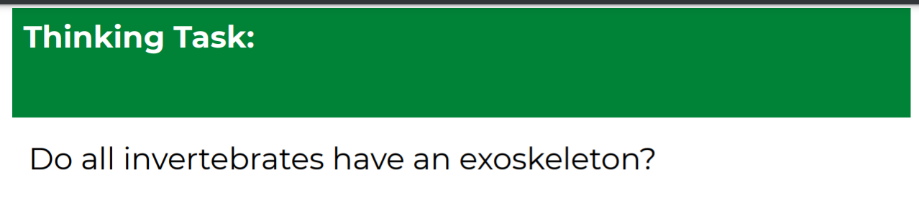 Thinking Task:
Do all invertebrates have an exoskeleton?